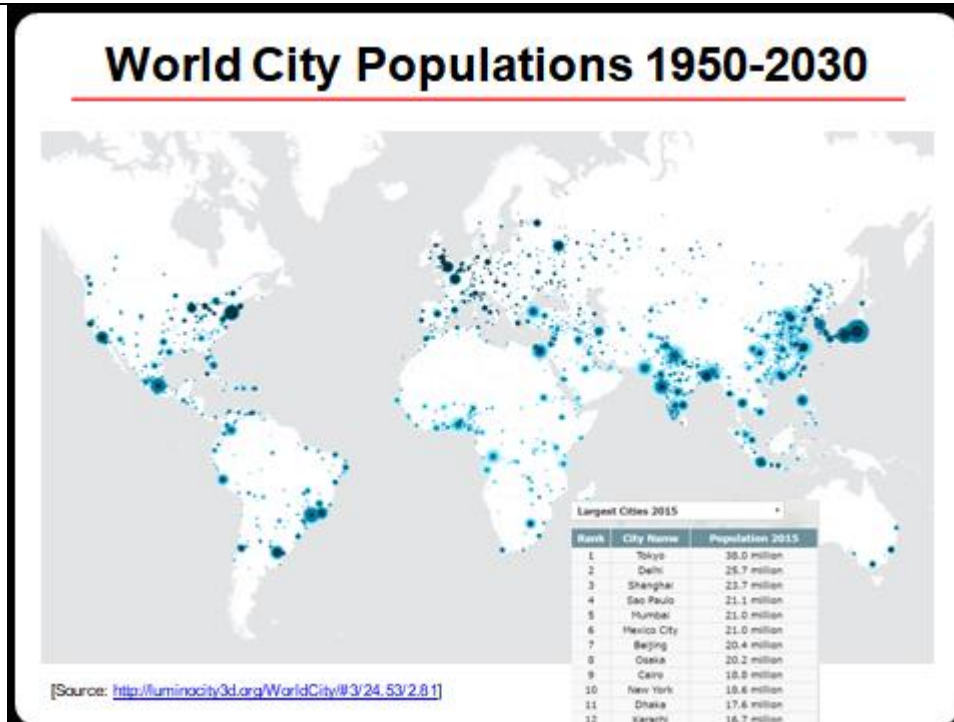 World City Populations 1950-2030
Largest Cities 2015
Rank City Name Population 2015
1 Tokyo 38.0 million
2 Delhi 25.7 million
3 Shanghai 23.7 million
4 Sao Paulo 21.1 million
5 Mumbai 21.0 million
6 Mexico City 21.0 million
7 Beijing 20.4 million
8 Osaka 20.2 million
9 Cairo 18.8 million
10 New York 18.6 million
11 Dhaka 17.6 million
12 Karachi 16.7 million
[Source: http://luminocity3d.org/WorldCity/#3/24.53/2.81]